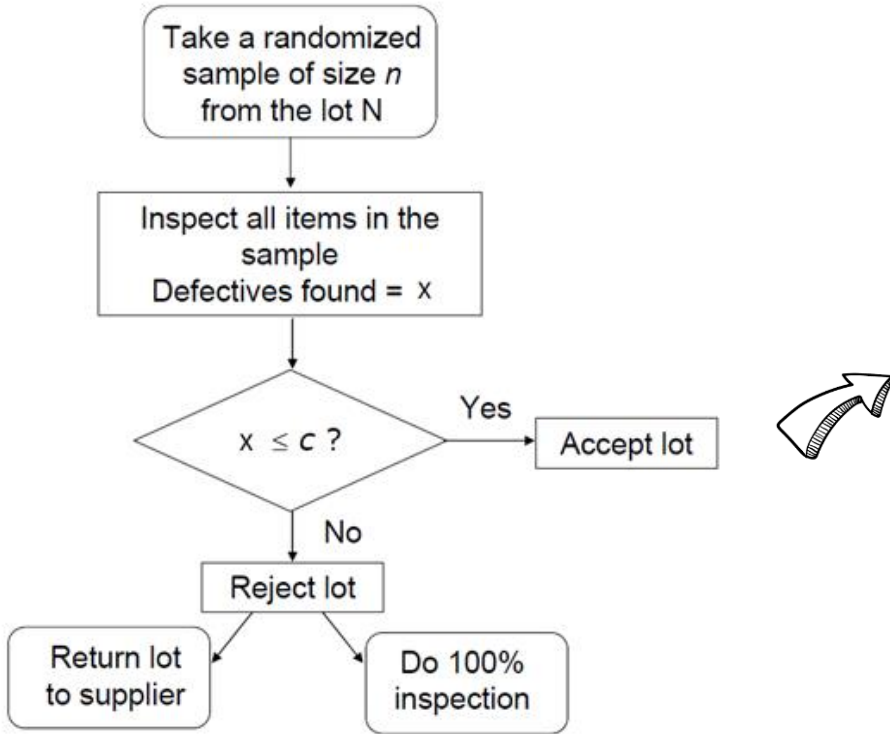 Take a randomized
sample of size n
from the lot N
Inspect all items in the
sample
Defectives found = x
x ≤ c ?
Yes
Accept lot
No
Reject lot
Return lot
to supplier
Do 100%
inspection